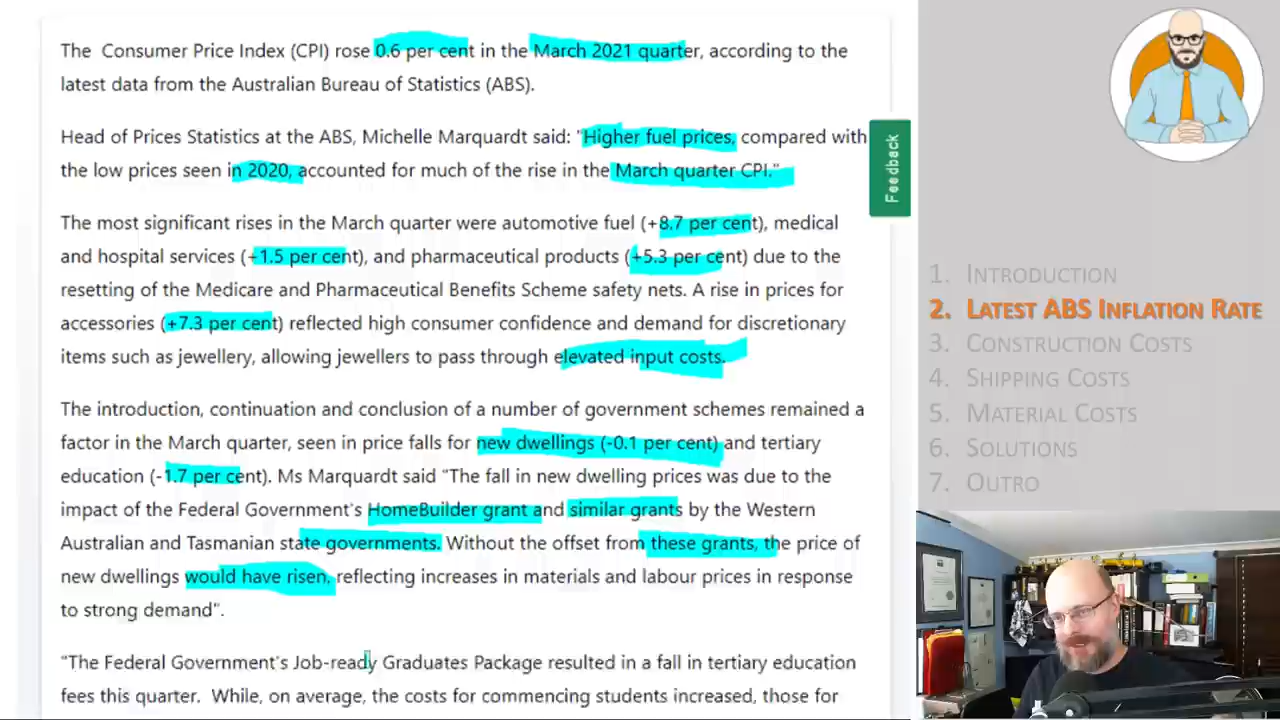 The  Consumer Price Index (CPI) rose 0.6 per cent in the March 2021 quarter, according to the
latest data from the Australian Bureau of Statistics (ABS).
Head of Prices Statistics at the ABS, Michelle Marquardt said: "Higher fuel prices, compared with
the low prices seen in 2020, accounted for much of the rise in the March quarter CPI."
The most significant rises in the March quarter were automotive fuel (+8.7 per cent), medical
and hospital services (+1.5 per cent), and pharmaceutical products (+5.3 per cent) due to the
resetting of the Medicare and Pharmaceutical Benefits Scheme safety nets. A rise in prices for
accessories (+7.3 per cent) reflected high consumer confidence and demand for discretionary
items such as jewellery, allowing jewellers to pass through elevated input costs.
The introduction, continuation and conclusion of a number of government schemes remained a
factor in the March quarter, seen in price falls for new dwellings (-0.1 per cent) and tertiary
education (-1.7 per cent). Ms Marquardt said "The fall in new dwelling prices was due to the
impact of the Federal Government's HomeBuilder grant and similar grants by the Western
Australian and Tasmanian state governments. Without the offset from these grants, the price of
new dwellings would have risen, reflecting increases in materials and labour prices in response
to strong demand".
"The Federal Government's Job-ready Graduates Package resulted in a fall in tertiary education
fees this quarter.  While, on average, the costs for commencing students increased, those for
Feedback
1. INTRODUCTION
2. LATEST ABS INFLATION RATE
3. CONSTRUCTION COSTS
4. SHIPPING COSTS
5. MATERIAL COSTS
6. SOLUTIONS
7. OUTRO